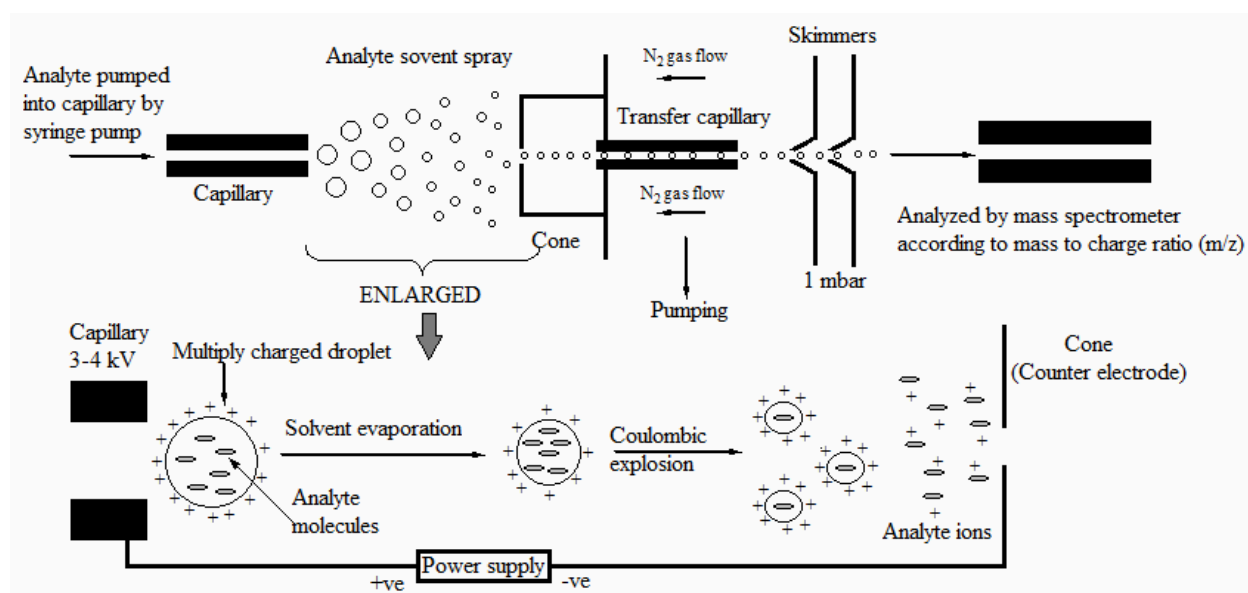 Skimmers
Analyte sovent spray
N2 gas flow
Analyte pumped
into capillary by
syringe pump
Transfer capillary
Capillary
N2 gas flow
Cone
Analyzed by mass spectrometer
according to mass to charge ratio (m/z)
1 mbar
ENLARGED
Pumping
Capillary
3-4 kV
Multiply charged droplet
Cone
(Counter electrode)
Solvent evaporation
Coulombic
explosion
Analyte
molecules
Analyte ions
Power supply
+ve
-ve